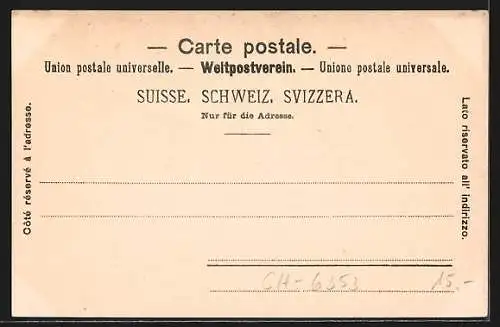 — Carte postale. —
Union postale universelle. — Weltpostverein. — Unione postale universale.
SUISSE. SCHWEIZ. SVIZZERA.
Nur für die Adresse.
Côté réservé à l'adresse.
Lato riservato all' indirizzo.
CH-6353
15.-